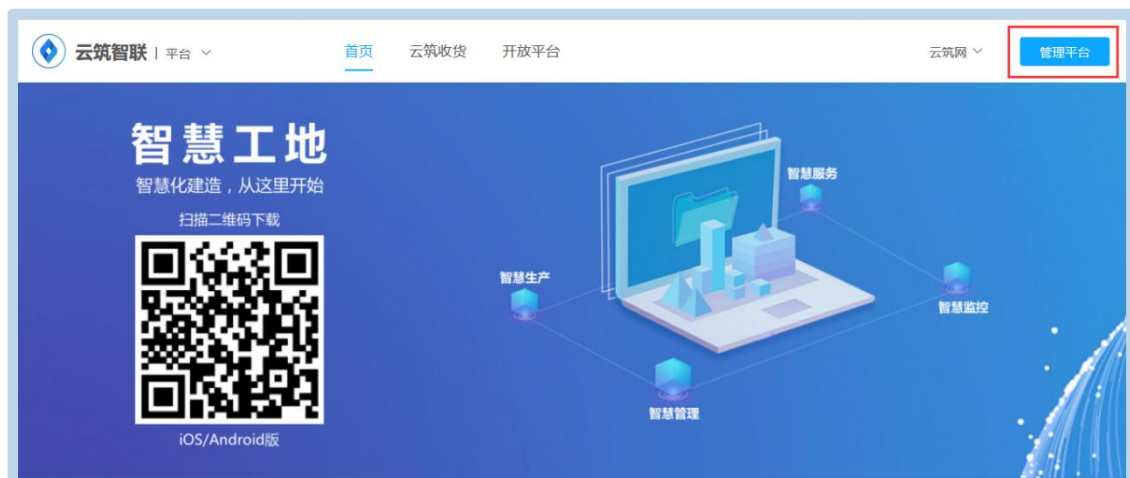 云筑智联 | 平台
首页 云筑收货 开放平台
云筑网
管理平台
智慧工地
智慧化建造，从这里开始
扫描二维码下载
iOS/Android版
智慧服务
智慧生产
智慧监控
智慧管理